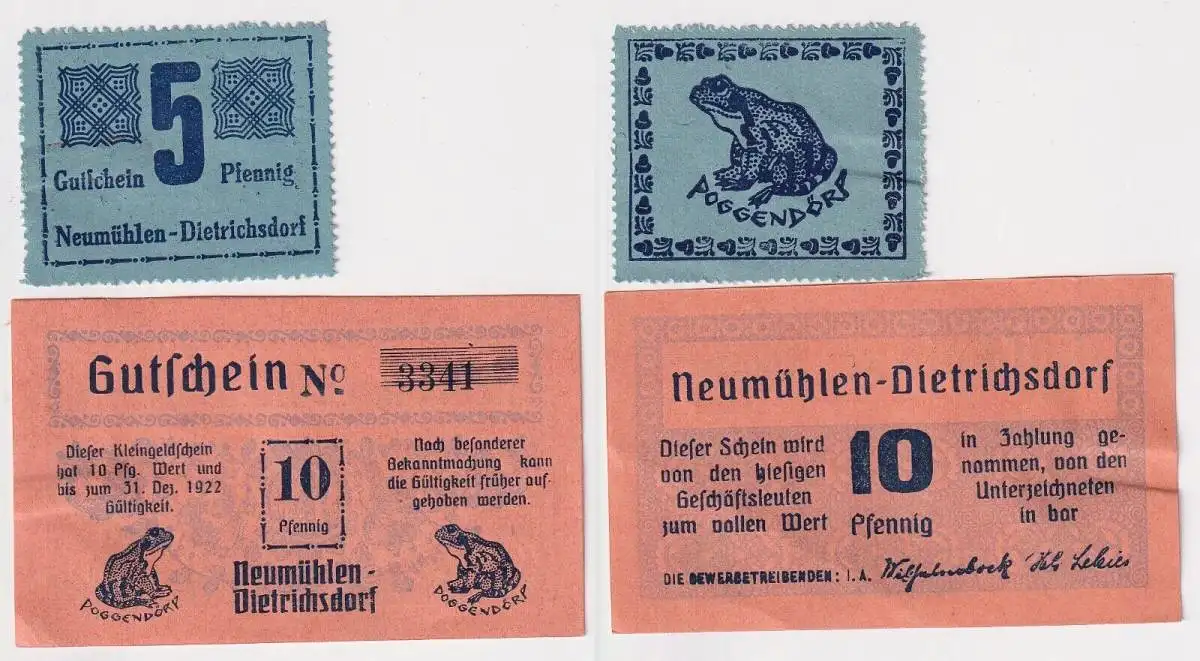 5
Gutſchein Pfennig
Neumühlen-Dietrichsdorf
POGGENDÖRP
Gutſchein No 3341
Dieſer Kleingeldſchein
hat 10 Pfg. Wert und
bis zum 31. Dez. 1922
Gültigkeit.
10
Pfennig
Nach beſonderer
Bekanntmachung kann
die Gültigkeit früher auf-
gehoben werden.
POGGENDÖRP
Neumühlen-
Dietrichsdorf
POGGENDÖRP
Neumühlen-Dietrichsdorf
Dieſer Schein wird
von den hieſigen
Geſchäftsleuten
zum vollen Wert
10
Pfennig
in Zahlung ge-
nommen, von den
Unterzeichneten
in bar
DIE GEWERBETREIBENDEN: I. A.